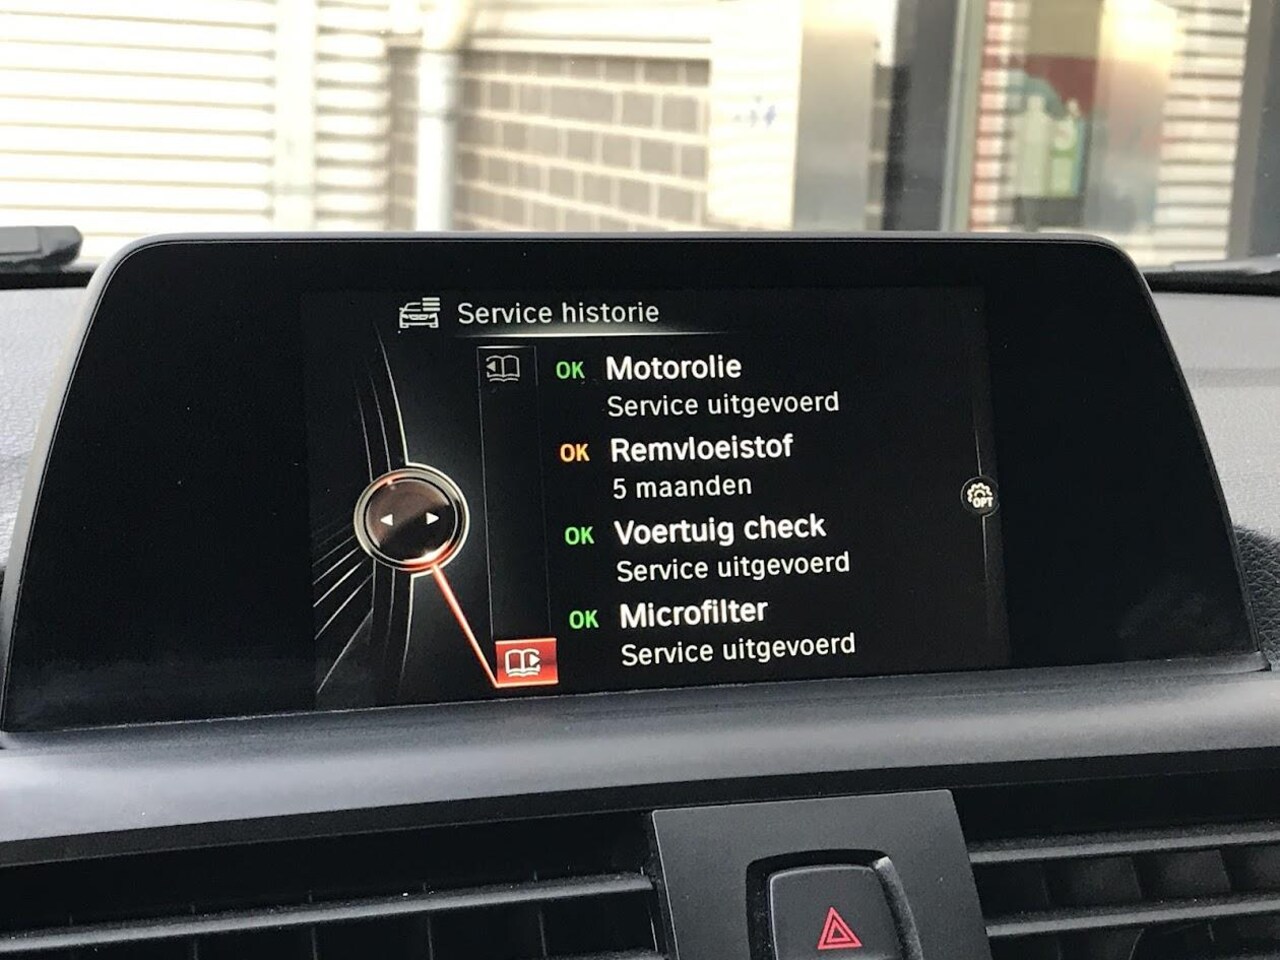 Service historie
OK Motorolie
Service uitgevoerd
OK Remvloeistof
5 maanden
OPT
OK Voertuig check
Service uitgevoerd
OK Microfilter
Service uitgevoerd